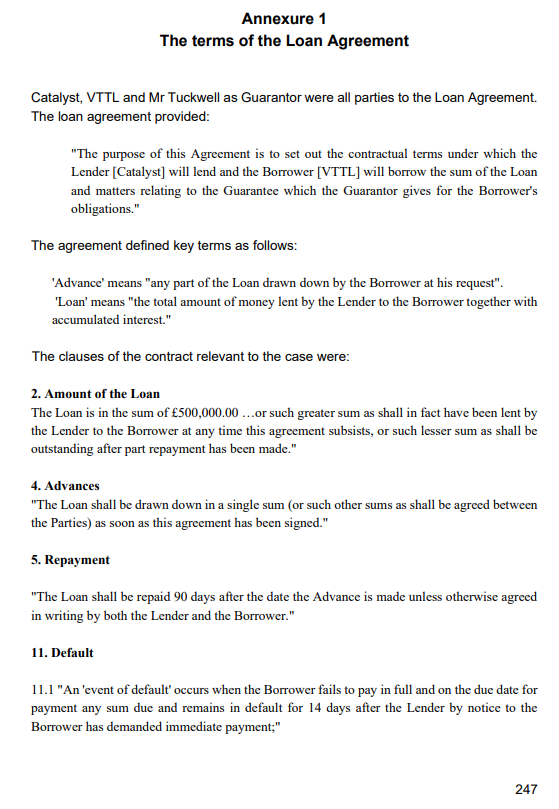 Annexure 1
The terms of the Loan Agreement
Catalyst, VTTL and Mr Tuckwell as Guarantor were all parties to the Loan Agreement.
The loan agreement provided:
"The purpose of this Agreement is to set out the contractual terms under which the
Lender [Catalyst] will lend and the Borrower [VTTL] will borrow the sum of the Loan
and matters relating to the Guarantee which the Guarantor gives for the Borrower's
obligations."
The agreement defined key terms as follows:
'Advance' means "any part of the Loan drawn down by the Borrower at his request".
'Loan' means "the total amount of money lent by the Lender to the Borrower together with
accumulated interest."
The clauses of the contract relevant to the case were:
2. Amount of the Loan
The Loan is in the sum of £500,000.00 …or such greater sum as shall in fact have been lent by
the Lender to the Borrower at any time this agreement subsists, or such lesser sum as shall be
outstanding after part repayment has been made."
4. Advances
"The Loan shall be drawn down in a single sum (or such other sums as shall be agreed between
the Parties) as soon as this agreement has been signed."
5. Repayment
"The Loan shall be repaid 90 days after the date the Advance is made unless otherwise agreed
in writing by both the Lender and the Borrower."
11. Default
11.1 "An 'event of default' occurs when the Borrower fails to pay in full and on the due date for
payment any sum due and remains in default for 14 days after the Lender by notice to the
Borrower has demanded immediate payment;"
247